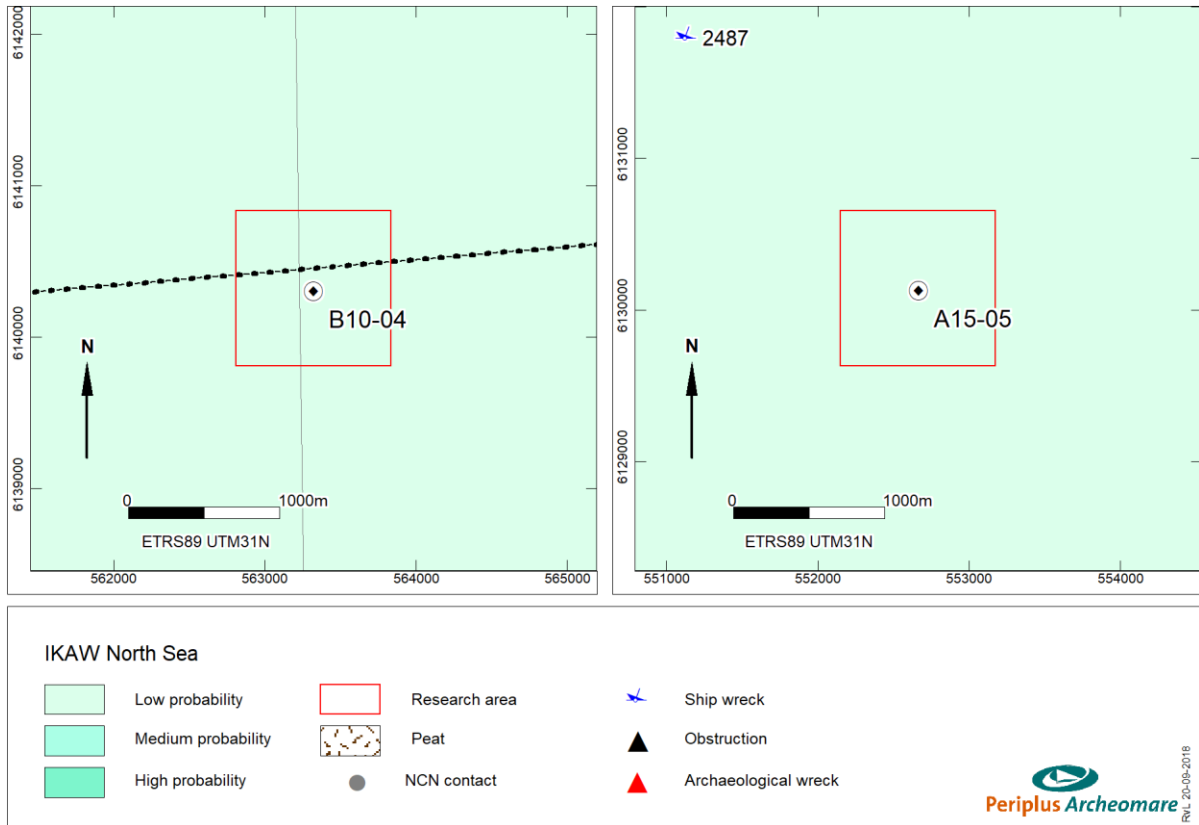 6142000
6141000
6140000
6139000
B10-04
N
0 1000m
ETRS89 UTM31N
562000 563000 564000 565000
2487
6131000
6130000
6129000
A15-05
N
0 1000m
ETRS89 UTM31N
551000 552000 553000 554000
IKAW North Sea
Low probability
Medium probability
High probability
Research area
Peat
NCN contact
Ship wreck
Obstruction
Archaeological wreck
Periplus Archeomare
RvL 20-09-2018